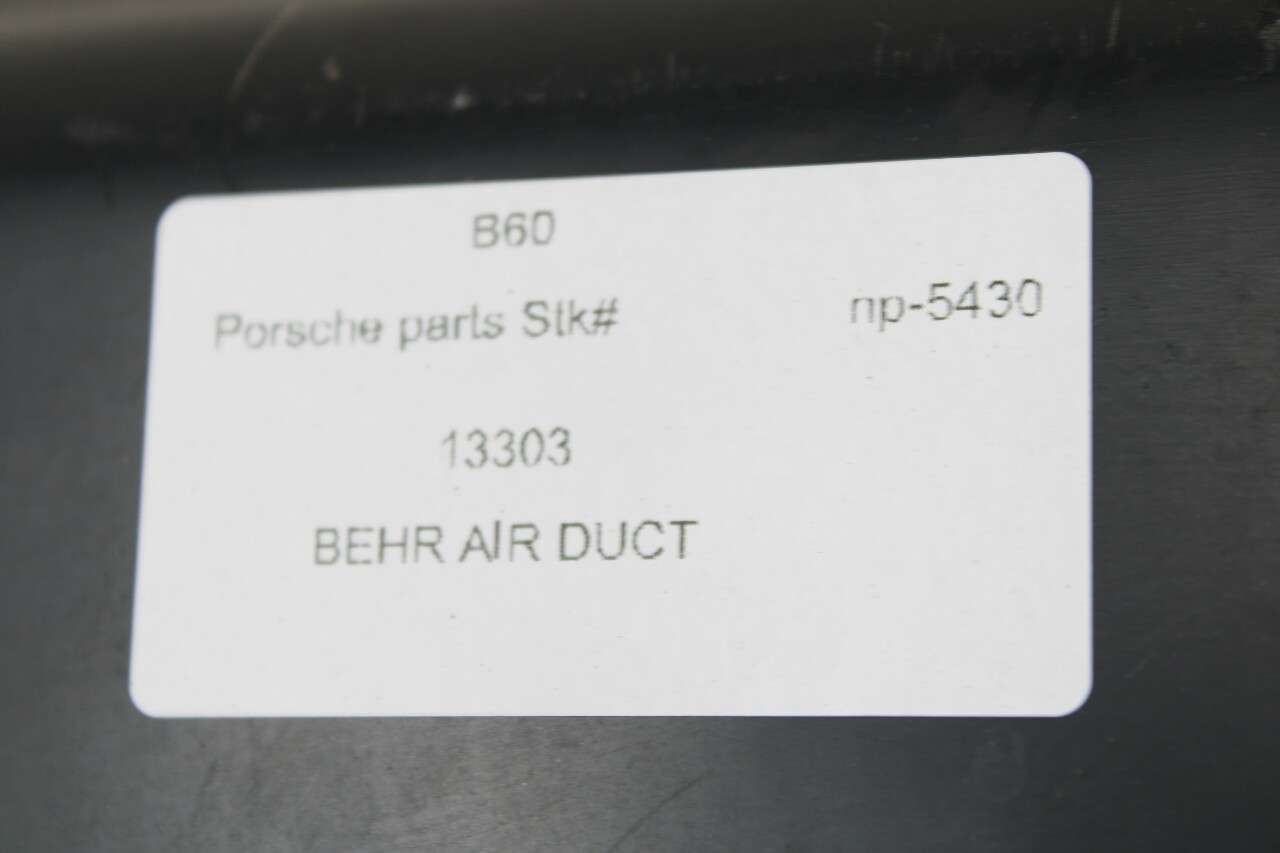 B60
Porsche parts Stk# np-5430
13303
BEHR AIR DUCT